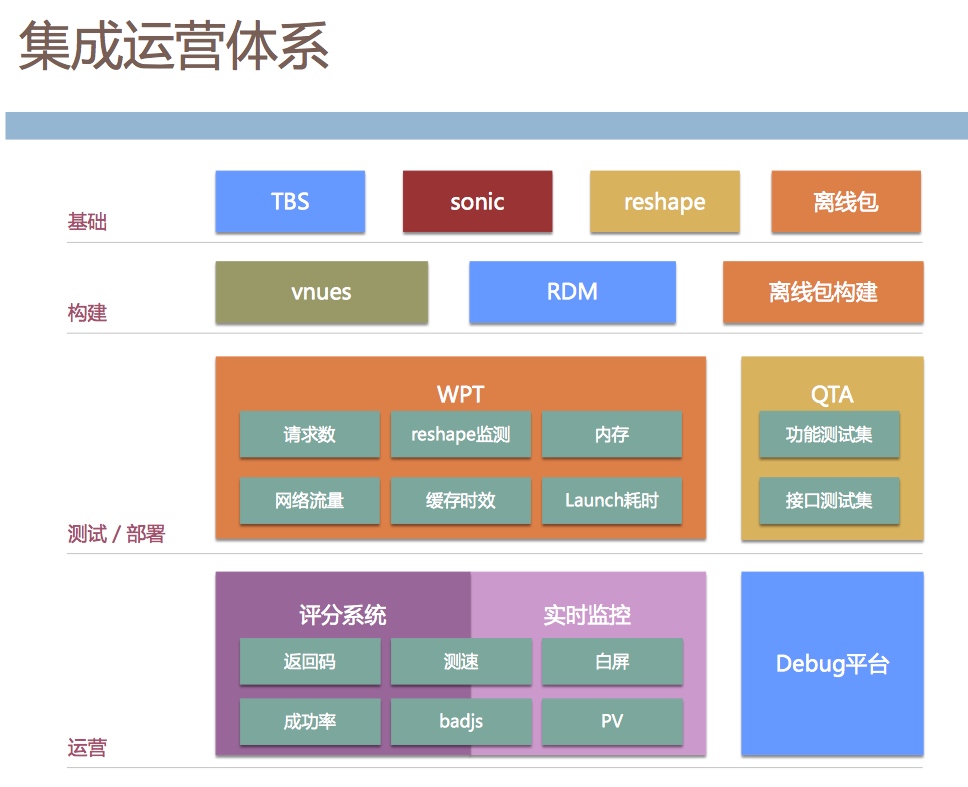 集成运营体系
TBS
sonic
reshape
离线包
基础
vnues
RDM
离线包构建
构建
WPT
请求数
reshape监测
内存
网络流量
缓存时效
Launch耗时
QTA
功能测试集
接口测试集
测试 / 部署
评分系统
实时监控
返回码
测速
白屏
成功率
badjs
PV
Debug平台
运营